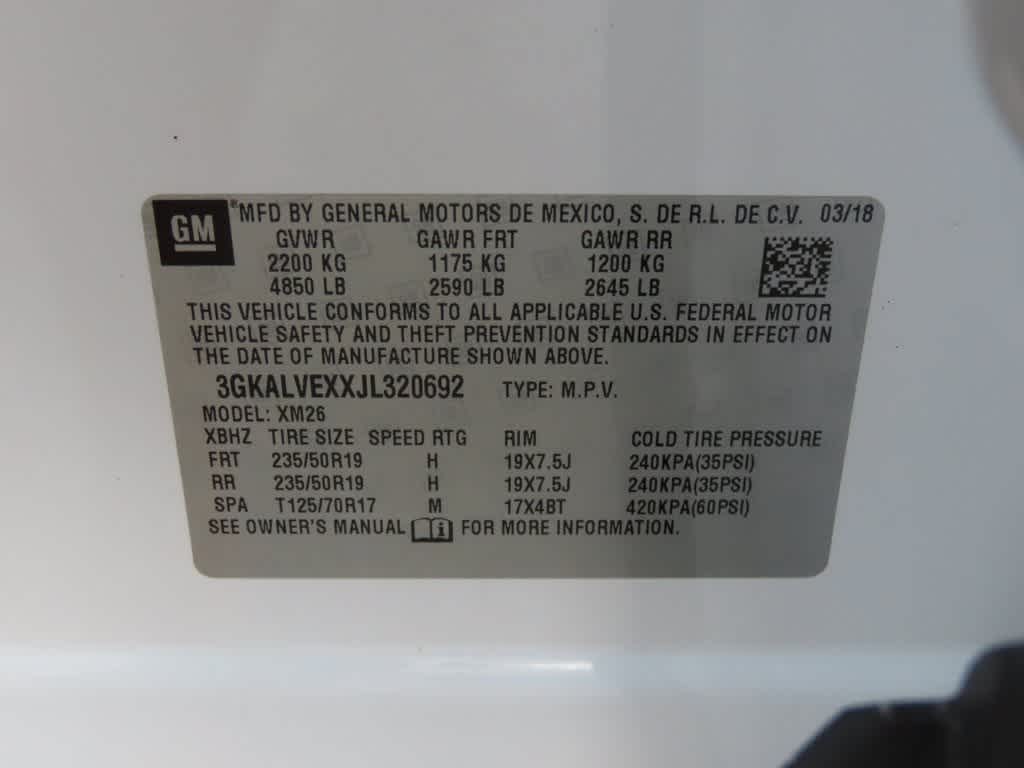 GM ®MFD BY GENERAL MOTORS DE MEXICO, S. DE R.L. DE C.V. 03/18
GVWR GAWR FRT GAWR RR
2200 KG 1175 KG 1200 KG
4850 LB 2590 LB 2645 LB
THIS VEHICLE CONFORMS TO ALL APPLICABLE U.S. FEDERAL MOTOR
VEHICLE SAFETY AND THEFT PREVENTION STANDARDS IN EFFECT ON
THE DATE OF MANUFACTURE SHOWN ABOVE.
3GKALVEXXJL320692 TYPE: M.P.V.
MODEL: XM26
XBHZ TIRE SIZE SPEED RTG RIM COLD TIRE PRESSURE
FRT 235/50R19 H 19X7.5J 240KPA(35PSI)
RR 235/50R19 H 19X7.5J 240KPA(35PSI)
SPA T125/70R17 M 17X4BT 420KPA(60PSI)
SEE OWNER'S MANUAL i FOR MORE INFORMATION.